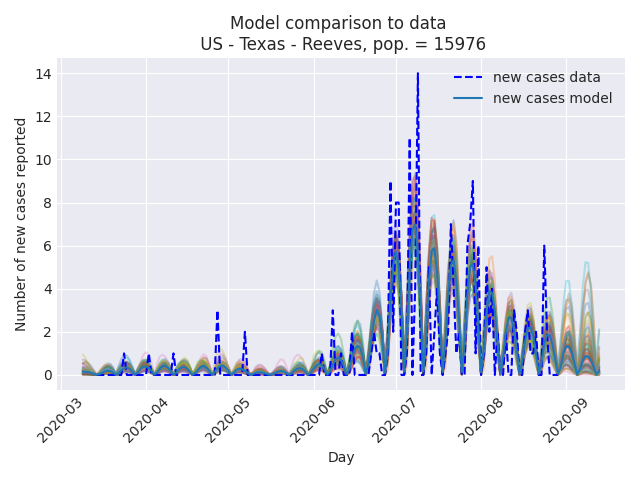 Model comparison to data
US - Texas - Reeves, pop. = 15976
new cases data
new cases model
Number of new cases reported
14
12
10
8
6
4
2
0
2020-03
2020-04
2020-05
2020-06
2020-07
2020-08
2020-09
Day